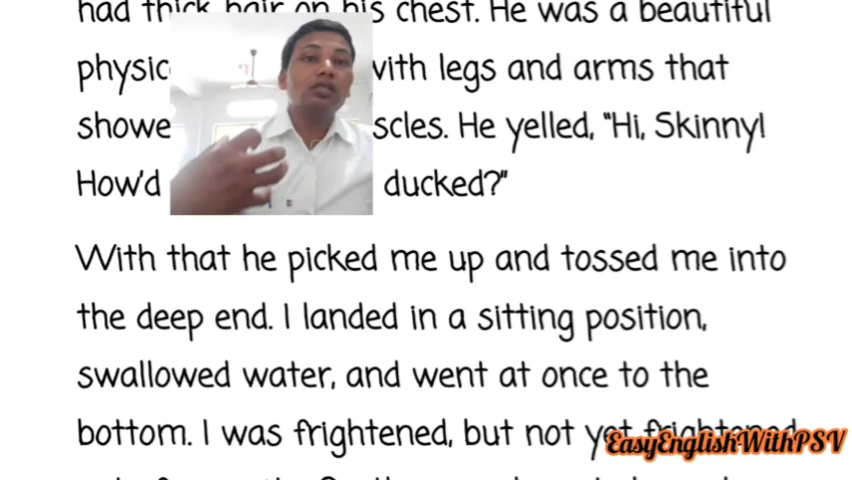 had thick hair on his chest. He was a beautiful
physic with legs and arms that
showe scles. He yelled, "Hi, Skinny!
How'd ducked?"
With that he picked me up and tossed me into
the deep end. I landed in a sitting position,
swallowed water, and went at once to the
bottom. I was frightened, but not yet frightened
EasyEnglishWithPSV